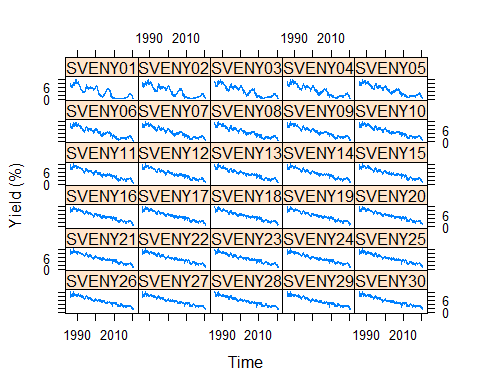 1990 2010 1990 2010
SVENY01 SVENY02 SVENY03 SVENY04 SVENY05
6
0
SVENY06 SVENY07 SVENY08 SVENY09 SVENY10
6
0
SVENY11 SVENY12 SVENY13 SVENY14 SVENY15
6
0
SVENY16 SVENY17 SVENY18 SVENY19 SVENY20
6
0
SVENY21 SVENY22 SVENY23 SVENY24 SVENY25
6
0
SVENY26 SVENY27 SVENY28 SVENY29 SVENY30
6
0
Yield (%)
1990 2010 1990 2010 1990 2010
Time